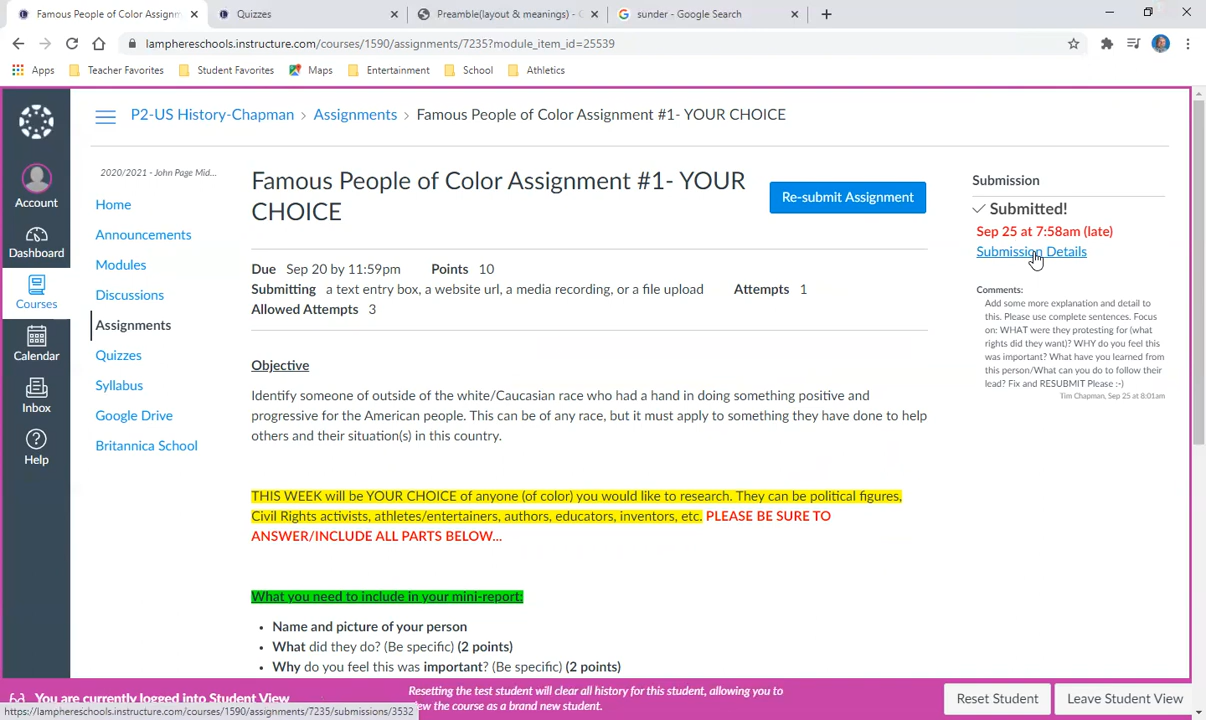 Famous People of Color Assignm
Quizzes
Preamble(layout & meanings) - G
sunder - Google Search
lamphereschools.instructure.com/courses/1590/assignments/7235?module_item_id=25539
Apps
Teacher Favorites
Student Favorites
Maps
Entertainment
School
Athletics
P2-US History-Chapman › Assignments › Famous People of Color Assignment #1- YOUR CHOICE
Account
Dashboard
Courses
Calendar
Inbox
Help
2020/2021 - John Page Mid...
Home
Announcements
Modules
Discussions
Assignments
Quizzes
Syllabus
Google Drive
Britannica School
Famous People of Color Assignment #1- YOUR
CHOICE
Re-submit Assignment
Due Sep 20 by 11:59pm Points 10
Submitting a text entry box, a website url, a media recording, or a file upload Attempts 1
Allowed Attempts 3
Objective
Identify someone of outside of the white/Caucasian race who had a hand in doing something positive and
progressive for the American people. This can be of any race, but it must apply to something they have done to help
others and their situation(s) in this country.
THIS WEEK will be YOUR CHOICE of anyone (of color) you would like to research. They can be political figures,
Civil Rights activists, athletes/entertainers, authors, educators, inventors, etc. PLEASE BE SURE TO
ANSWER/INCLUDE ALL PARTS BELOW...
What you need to include in your mini-report:
• Name and picture of your person
• What did they do? (Be specific) (2 points)
• Why do you feel this was important? (Be specific) (2 points)
Submission
Submitted!
Sep 25 at 7:58am (late)
Submission Details
Comments:
Add some more explanation and detail to
this. Please use complete sentences. Focus
on: WHAT were they protesting for (what
rights did they want)? WHY do you feel this
was important? What have you learned from
this person/What can you do to follow their
lead? Fix and RESUBMIT Please :-)
Tim Chapman, Sep 25 at 8:01am
You are currently logged into Student View
Resetting the test student will clear all history for this student, allowing you to
view the course as a brand new student.
Reset Student
Leave Student View
https://lamphereschools.instructure.com/courses/1590/assignments/7235/submissions/3532